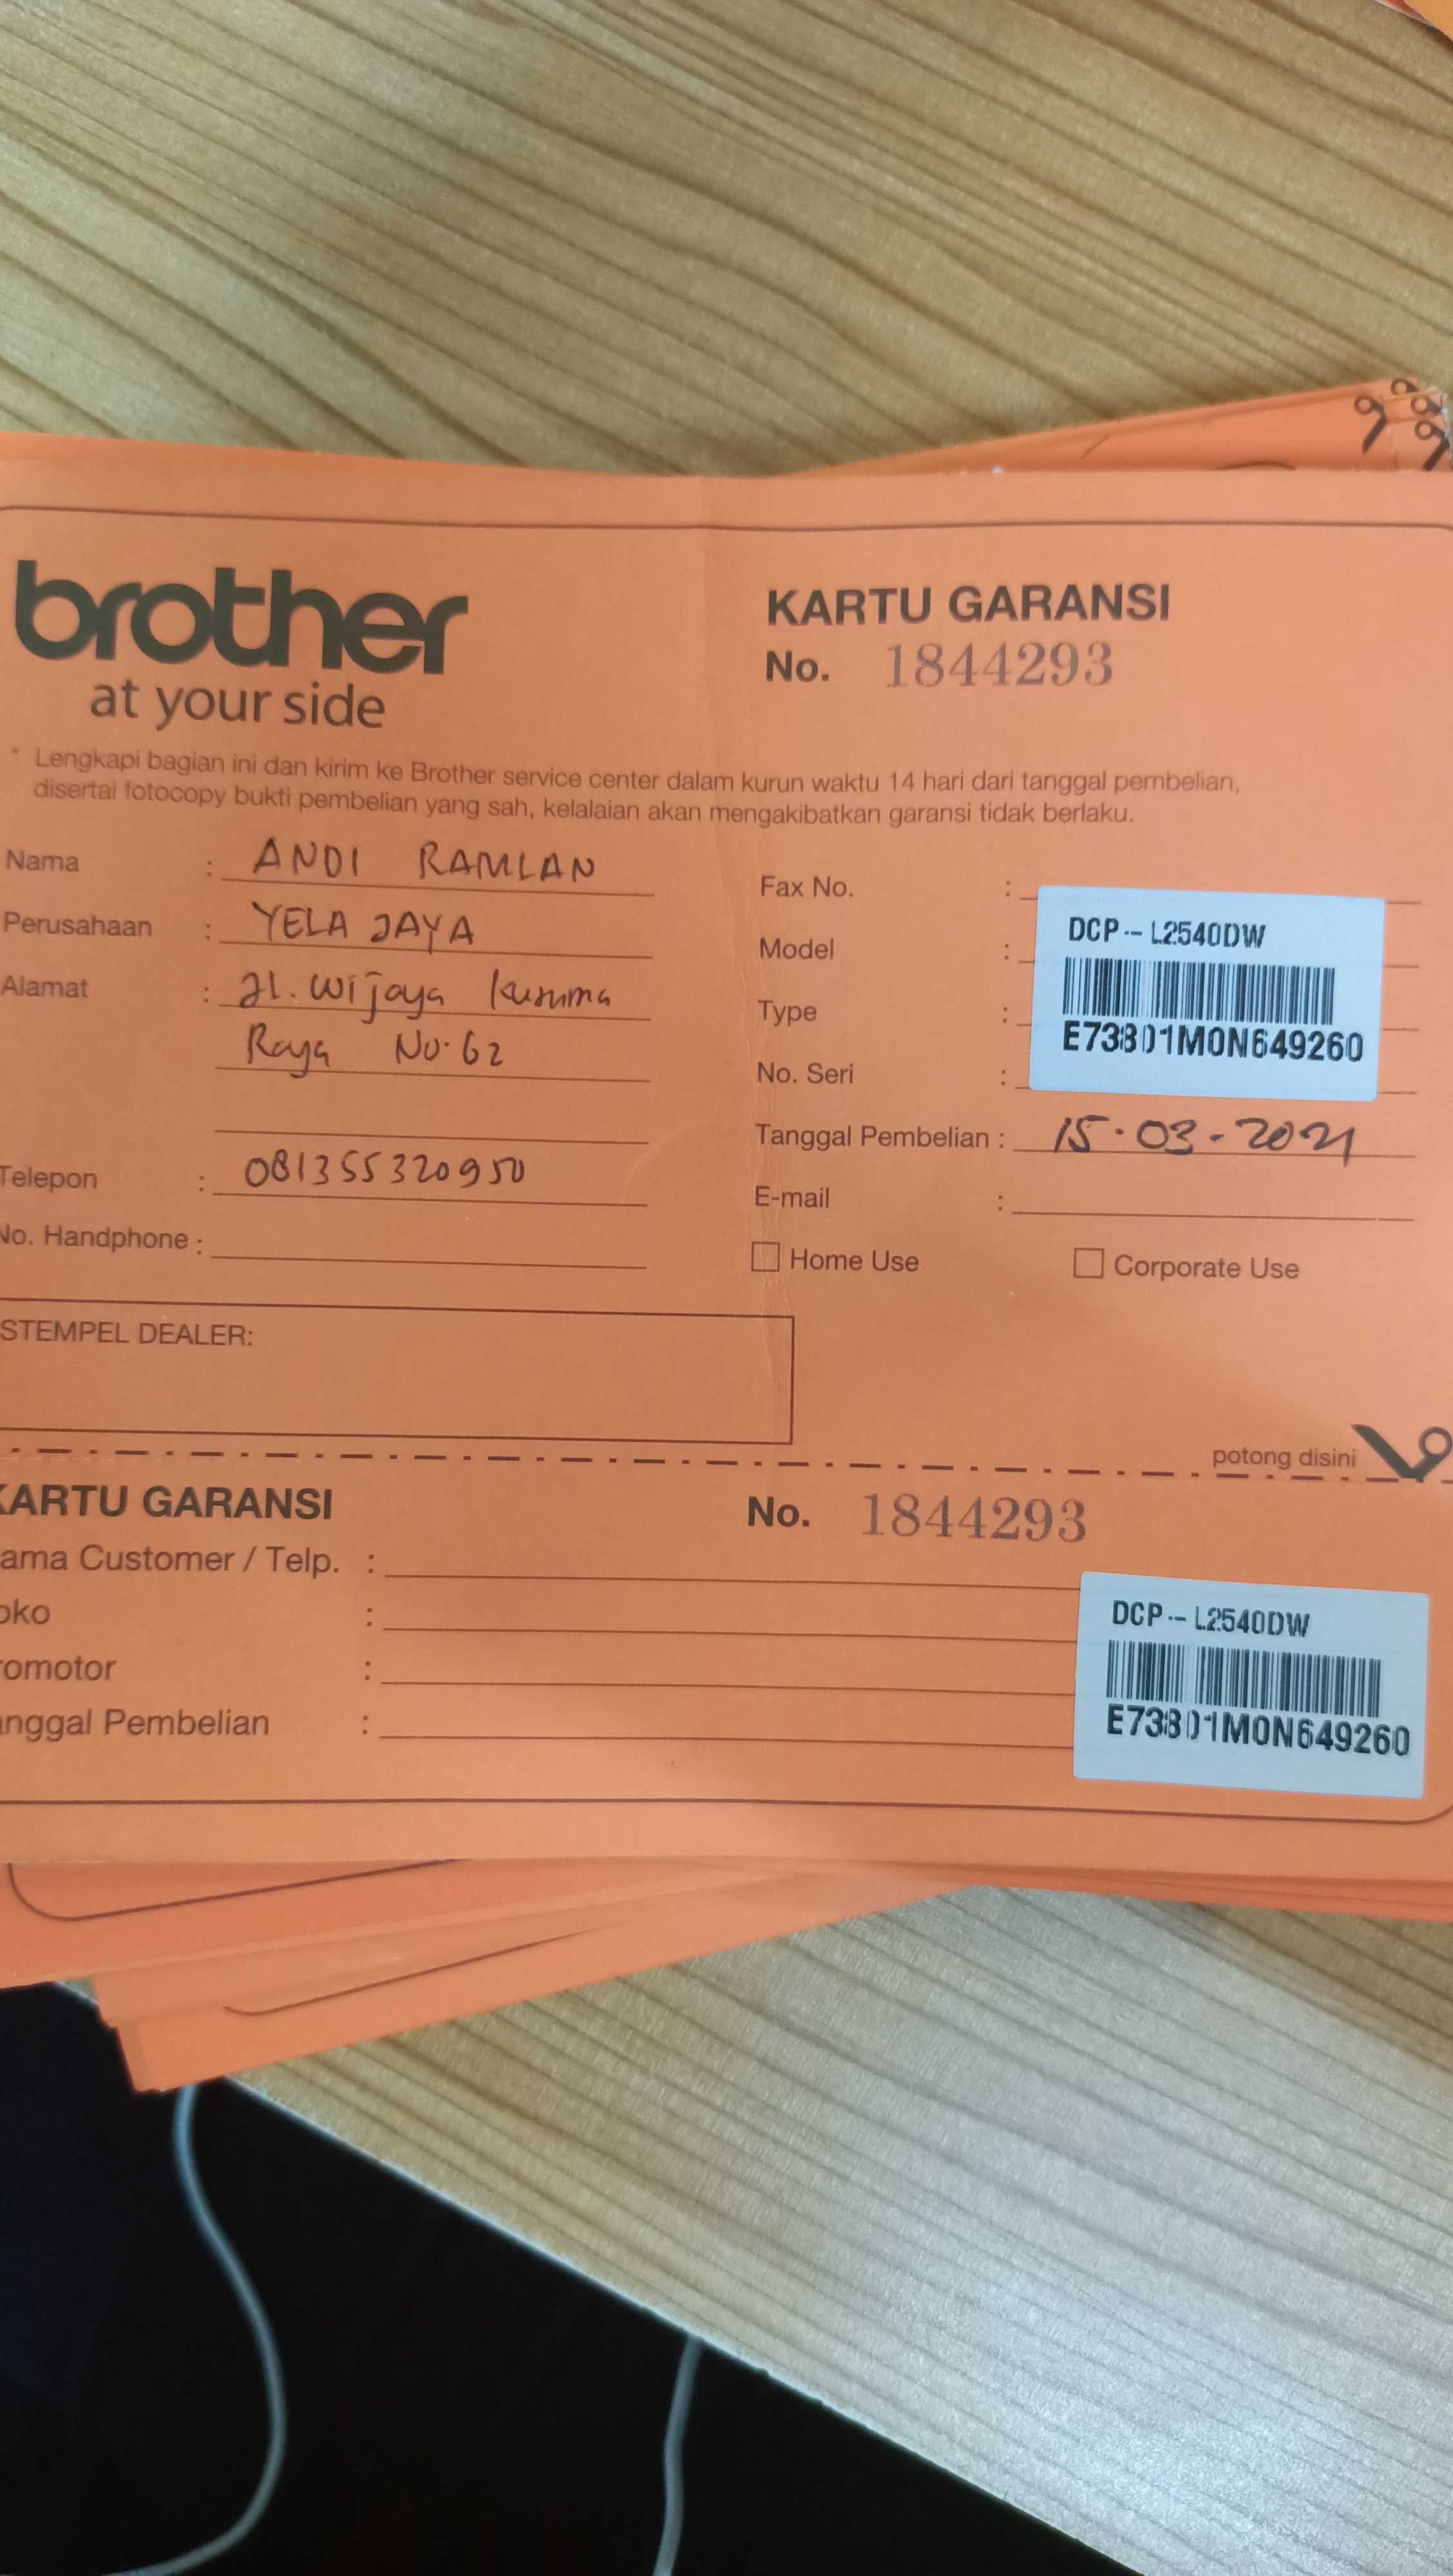 brother
at your side
KARTU GARANSI
No. 1844293
* Lengkapi bagian ini dan kirim ke Brother service center dalam kurun waktu 14 hari dari tanggal pembelian,
disertai fotocopy bukti pembelian yang sah, kelalaian akan mengakibatkan garansi tidak berlaku.
Nama : ANDI RAMLAN
Perusahaan : YELA JAYA
Alamat : Jl. Wijaya Kusuma
Raya No. 62
Telepon : 081355320950
No. Handphone :
Fax No. :
Model :
Type :
No. Seri :
DCP-L2540DW
E73801M0N649260
Tanggal Pembelian : 15-03-2021
E-mail :
Home Use
Corporate Use
STEMPEL DEALER:
potong disini
KARTU GARANSI
No. 1844293
ama Customer / Telp. :
oko :
romotor :
anggal Pembelian :
DCP-L2540DW
E73801M0N649260